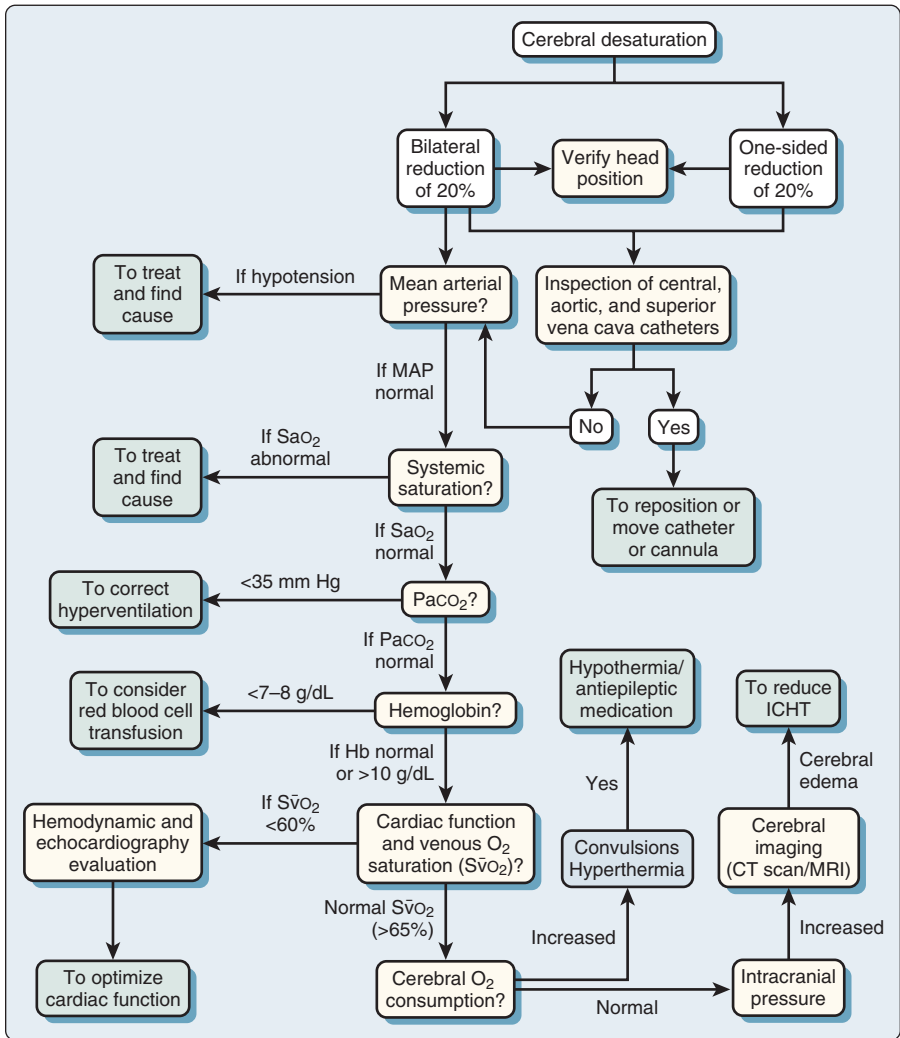 Cerebral desaturation
Bilateral
reduction
of 20%
Verify head
position
One-sided
reduction
of 20%
To treat
and find
cause
If hypotension
Mean arterial
pressure?
Inspection of central,
aortic, and superior
vena cava catheters
If MAP
normal
No
Yes
To treat
and find
cause
If SaO₂
abnormal
Systemic
saturation?
To reposition or
move catheter
or cannula
If SaO₂
normal
To correct
hyperventilation
<35 mm Hg
PaCO₂?
If PaCO₂
normal
To consider
red blood cell
transfusion
<7–8 g/dL
Hemoglobin?
Hypothermia/
antiepileptic
medication
To reduce
ICHT
If Hb normal
or >10 g/dL
Yes
Cerebral
edema
Hemodynamic and
echocardiography
evaluation
If Sv̄O₂
<60%
Cardiac function
and venous O₂
saturation (Sv̄O₂)?
Convulsions
Hyperthermia
Cerebral
imaging
(CT scan/MRI)
Normal Sv̄O₂
(>65%)
Increased
Increased
To optimize
cardiac function
Cerebral O₂
consumption?
Normal
Intracranial
pressure